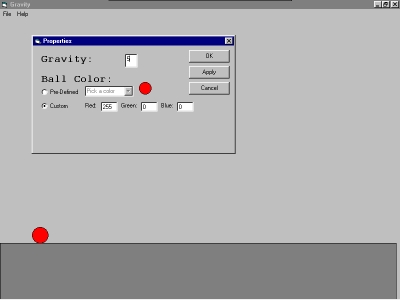 Gravity
File Help
Properties
Gravity: 5
OK
Apply
Ball Color:
Cancel
Pre-Defined Pick a color
Custom Red: 255 Green: 0 Blue: 0